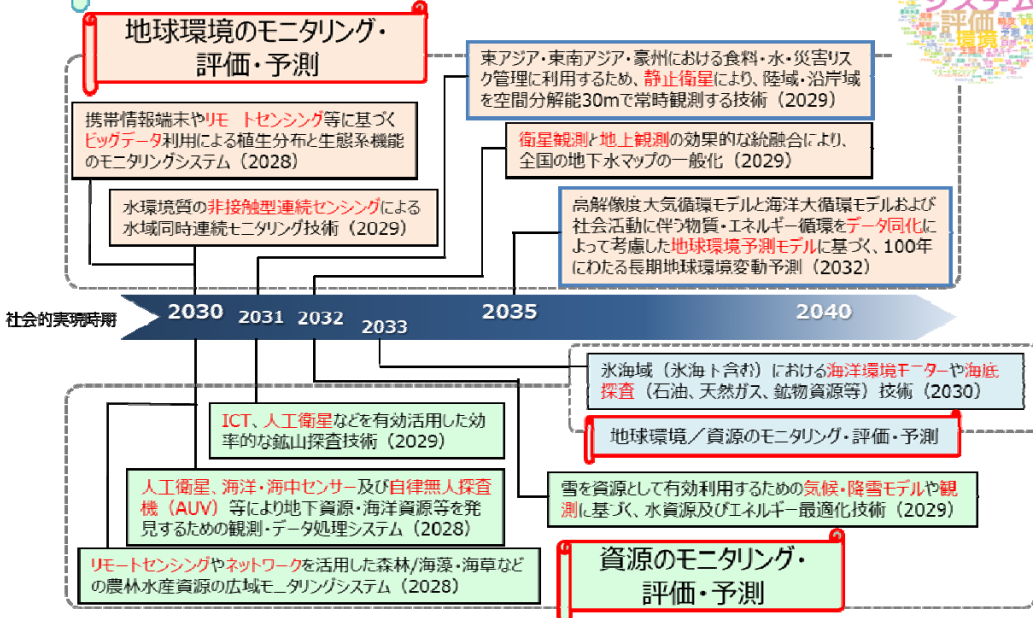 システム
評価
環境
地球環境のモニタリング・
評価・予測
東アジア・東南アジア・豪州における食料・水・災害リス
ク管理に利用するため、静止衛星により、陸域・沿岸域
を空間分解能30mで常時観測する技術（2029）
携帯情報端末やリモートセンシング等に基づく
ビッグデータ利用による植生分布と生態系機能
のモニタリングシステム（2028）
衛星観測と地上観測の効果的な統融合により、
全国の地下水マップの一般化（2029）
水環境質の非接触型連続センシングによる
水域同時連続モニタリング技術（2029）
高解像度大気循環モデルと海洋大循環モデルおよび
社会活動に伴う物質・エネルギー循環をデータ同化に
よって考慮した地球環境予測モデルに基づく、100年
にわたる長期地球環境変動予測（2032）
社会的実現時期
2030 2031 2032 2033 2035 2040
氷海域（氷海下含む）における海洋環境モニターや海底
探査（石油、天然ガス、鉱物資源等）技術（2030）
ICT、人工衛星などを有効活用した効
率的な鉱山探査技術（2029）
地球環境／資源のモニタリング・評価・予測
人工衛星、海洋・海中センサー及び自律無人探査
機（AUV）等により地下資源・海洋資源等を発
見するための観測・データ処理システム（2028）
雪を資源として有効利用するための気候・降雪モデルや観
測に基づく、水資源及びエネルギー最適化技術（2029）
リモートセンシングやネットワークを活用した森林/海藻・海草など
の農林水産資源の広域モニタリングシステム（2028）
資源のモニタリング・
評価・予測